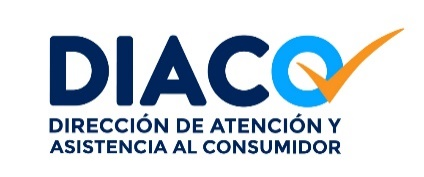 DIACO
DIRECCIÓN DE ATENCIÓN Y
ASISTENCIA AL CONSUMIDOR